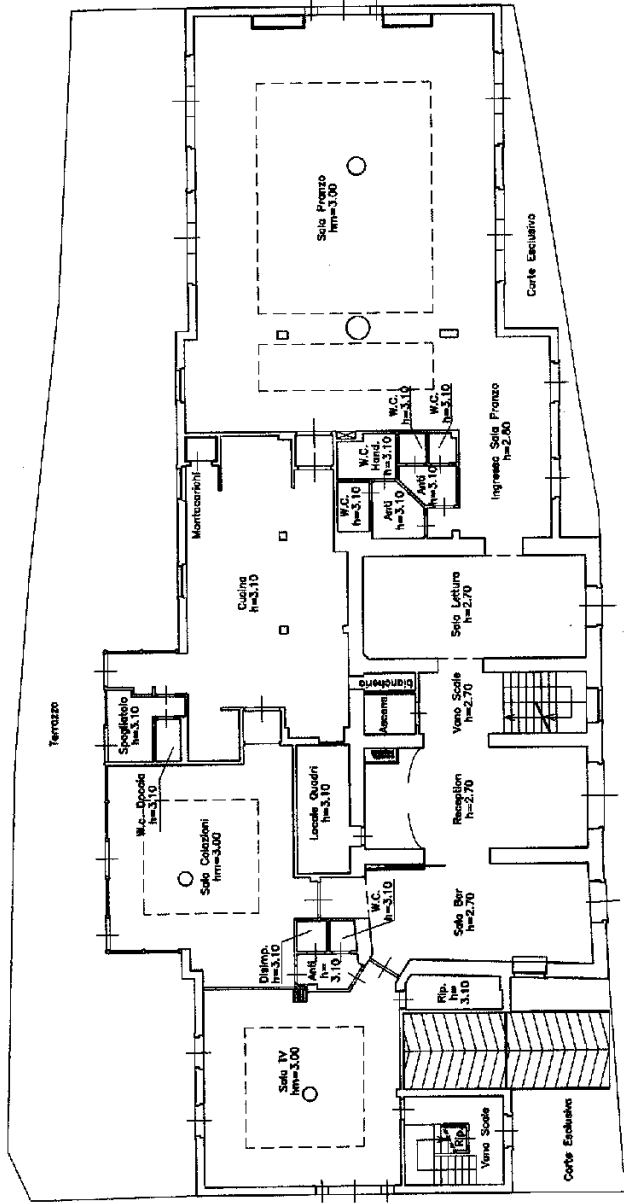 Terrazzo
Corte Esclusiva
Sala Pranzo
hm=3.00
Ingresso Sala Pranzo
h=2.80
W.C.
h=3.10
W.C.
h=3.10
W.C.
Hand.
h=3.10
W.C.
h=3.10
Anti
h=3.10
Anti
h=3.10
Montacarichi
Cucina
h=3.10
Sala Lettura
h=2.70
Biancheria
Ascens.
Vano Scale
h=2.70
Spogliatoio
h=3.10
W.c.-Doccia
h=3.10
Sala Colazioni
hm=3.00
Locale Quadri
h=3.10
Reception
h=2.70
Sala Bar
h=2.70
W.C.
h=3.10
Disimp.
h=3.10
Anti
h=
3.10
Rip.
h=
3.10
Sala TV
hm=3.00
Rip.
Vano Scale
Corte Esclusiva